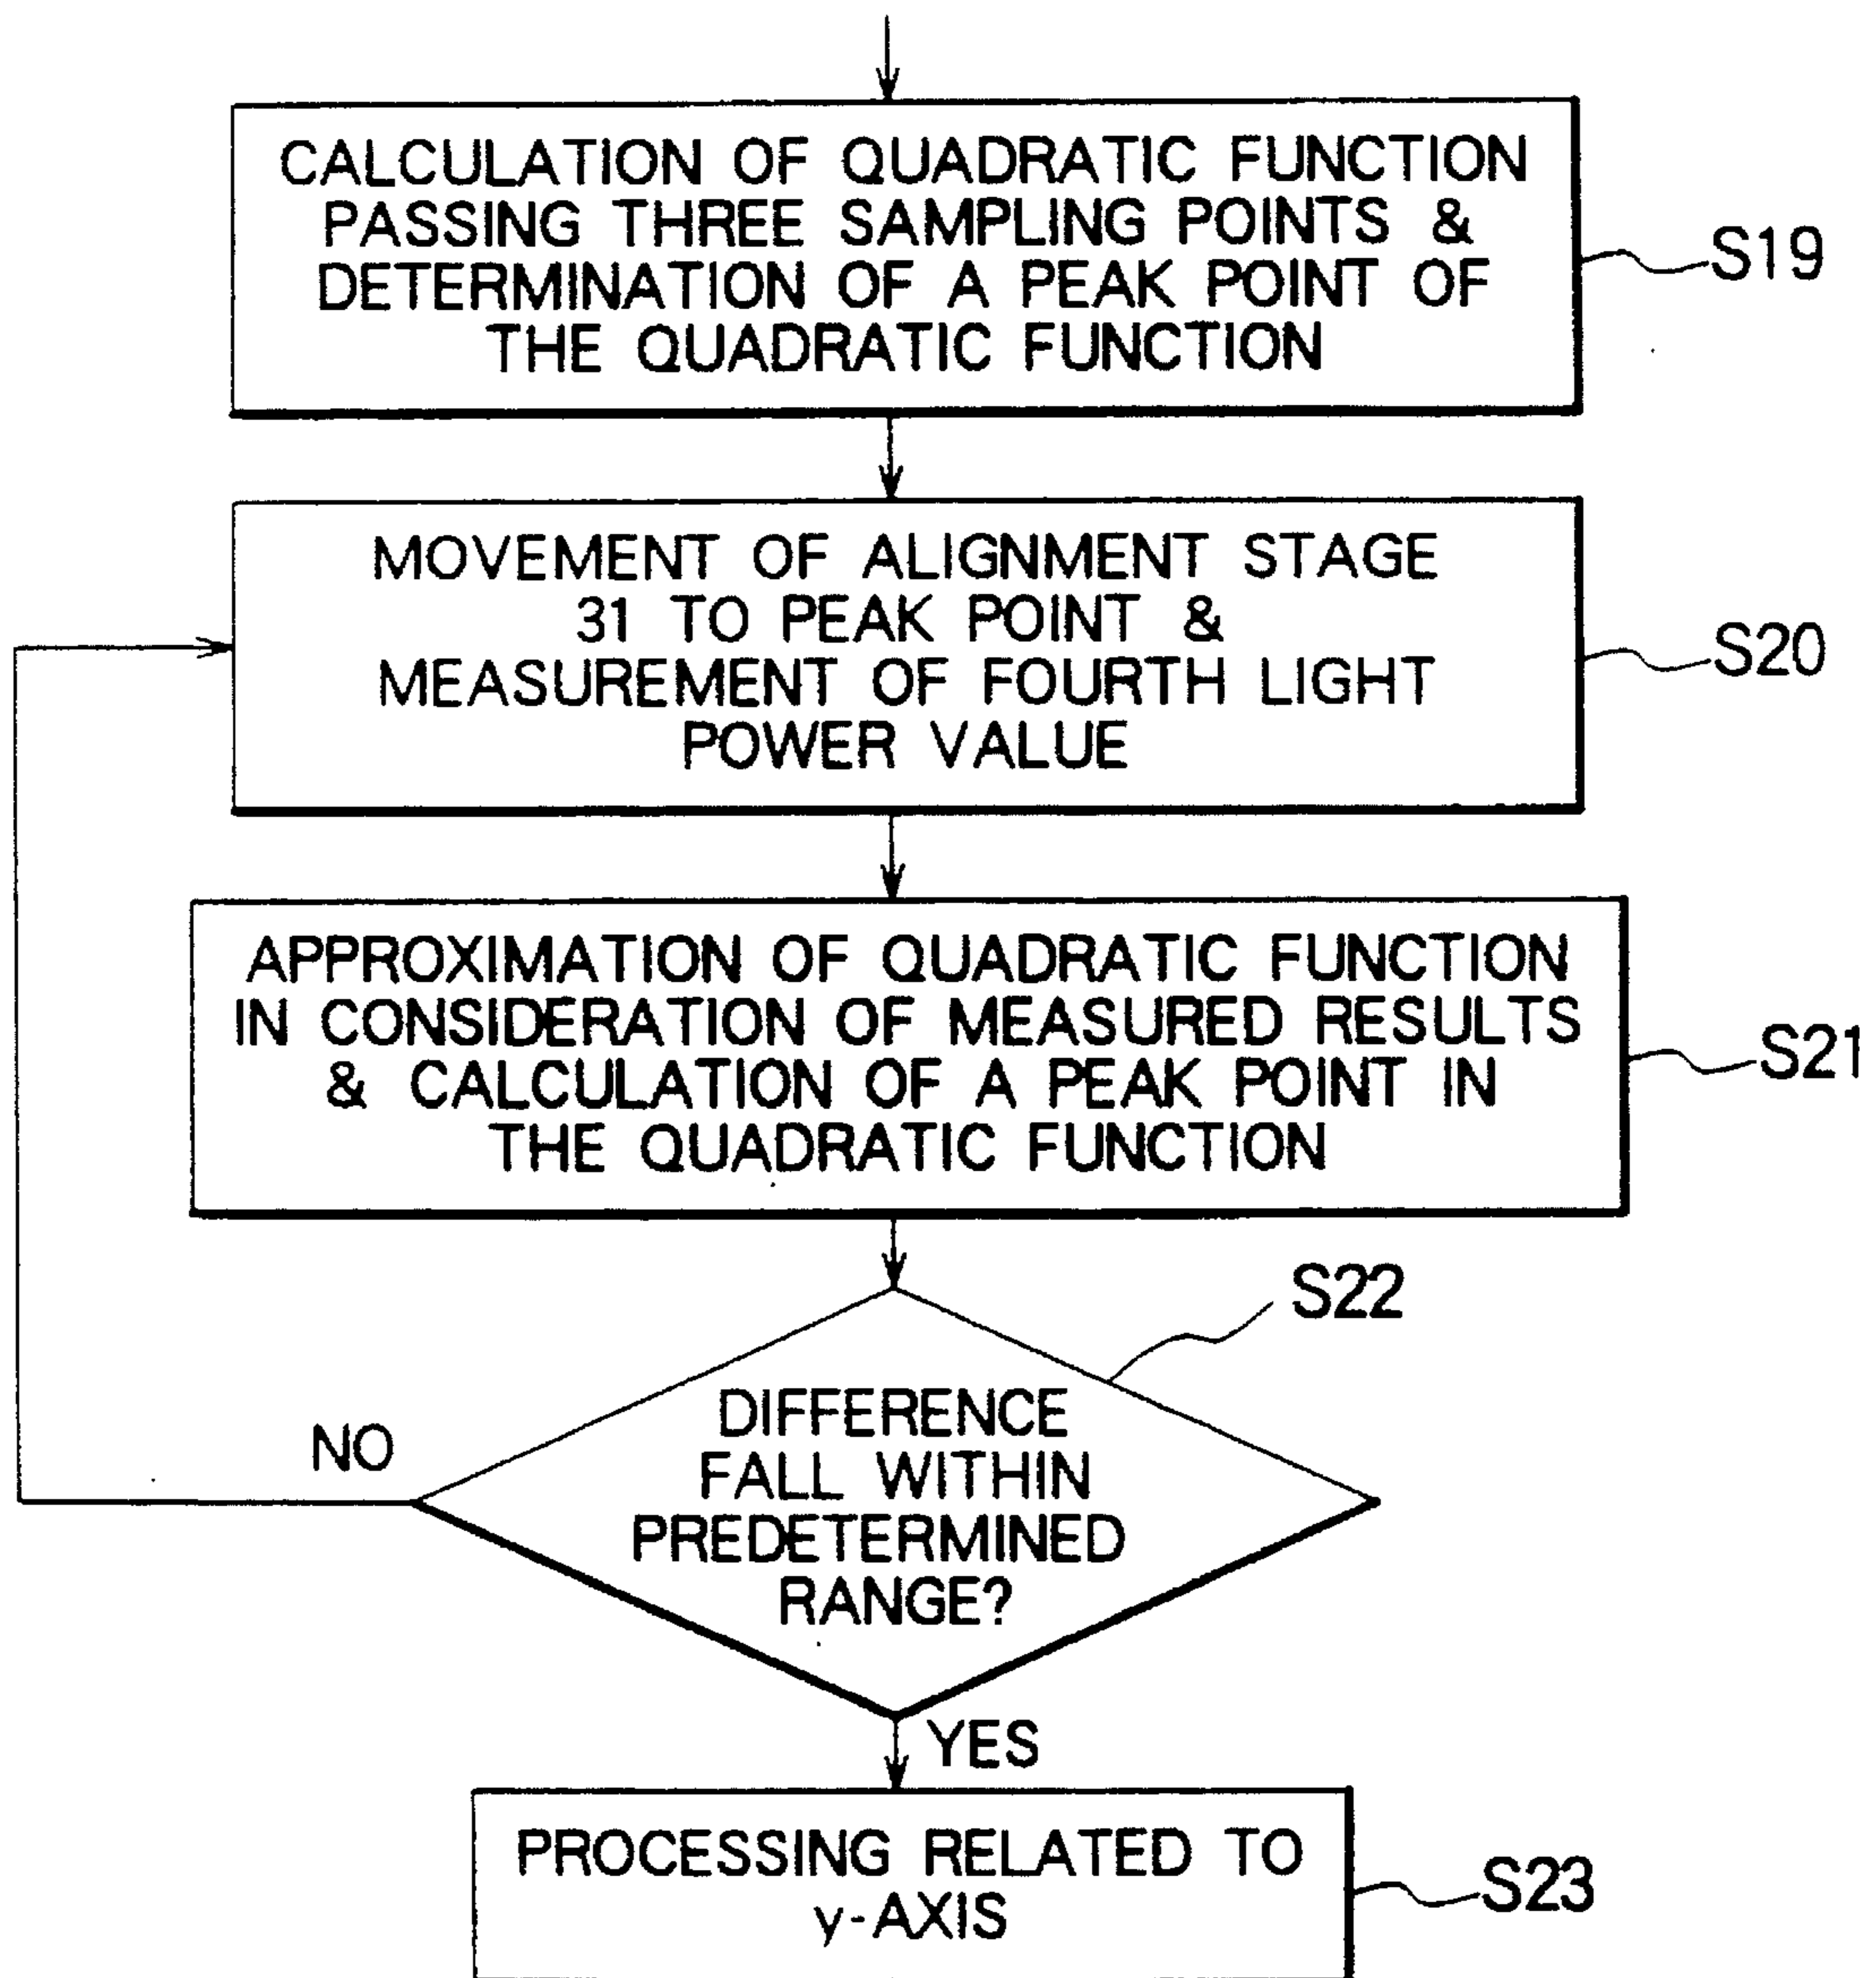 CALCULATION OF QUADRATIC FUNCTION
PASSING THREE SAMPLING POINTS &
DETERMINATION OF A PEAK POINT OF
THE QUADRATIC FUNCTION
S19
MOVEMENT OF ALIGNMENT STAGE
31 TO PEAK POINT &
MEASUREMENT OF FOURTH LIGHT
POWER VALUE
S20
APPROXIMATION OF QUADRATIC FUNCTION
IN CONSIDERATION OF MEASURED RESULTS
& CALCULATION OF A PEAK POINT IN
THE QUADRATIC FUNCTION
S21
S22
DIFFERENCE
FALL WITHIN
PREDETERMINED
RANGE?
NO
YES
PROCESSING RELATED TO
y-AXIS
S23